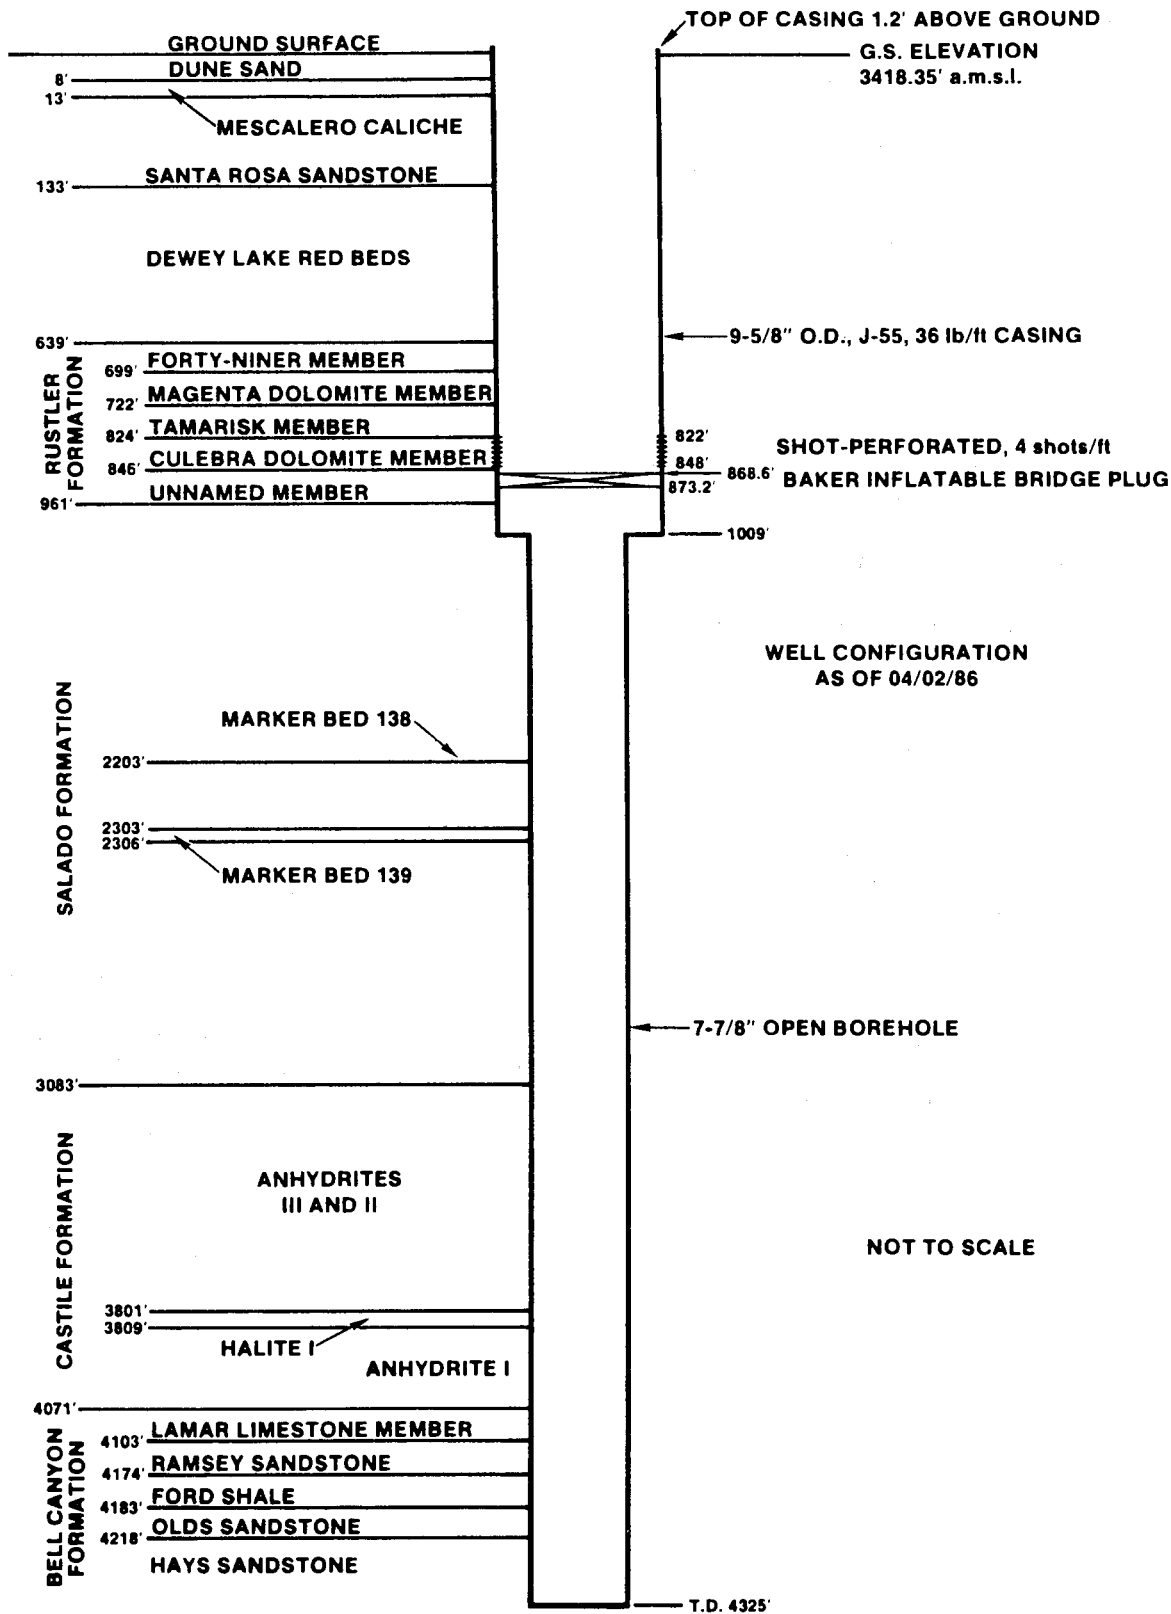 TOP OF CASING 1.2' ABOVE GROUND
GROUND SURFACE
G.S. ELEVATION
3418.35' a.m.s.l.
DUNE SAND
8'
13'
MESCALERO CALICHE
SANTA ROSA SANDSTONE
133'
DEWEY LAKE RED BEDS
9-5/8" O.D., J-55, 36 lb/ft CASING
639'
RUSTLER
FORMATION
FORTY-NINER MEMBER
699'
MAGENTA DOLOMITE MEMBER
722'
TAMARISK MEMBER
824'
822'
SHOT-PERFORATED, 4 shots/ft
CULEBRA DOLOMITE MEMBER
846'
848'
868.6'
BAKER INFLATABLE BRIDGE PLUG
873.2'
UNNAMED MEMBER
961'
1009'
WELL CONFIGURATION
AS OF 04/02/86
SALADO FORMATION
MARKER BED 138
2203'
2303'
2306'
MARKER BED 139
7-7/8" OPEN BOREHOLE
3083'
CASTILE FORMATION
ANHYDRITES
III AND II
NOT TO SCALE
3801'
3809'
HALITE I
ANHYDRITE I
4071'
BELL CANYON
FORMATION
LAMAR LIMESTONE MEMBER
4103'
RAMSEY SANDSTONE
4174'
FORD SHALE
4183'
OLDS SANDSTONE
4218'
HAYS SANDSTONE
T.D. 4325'